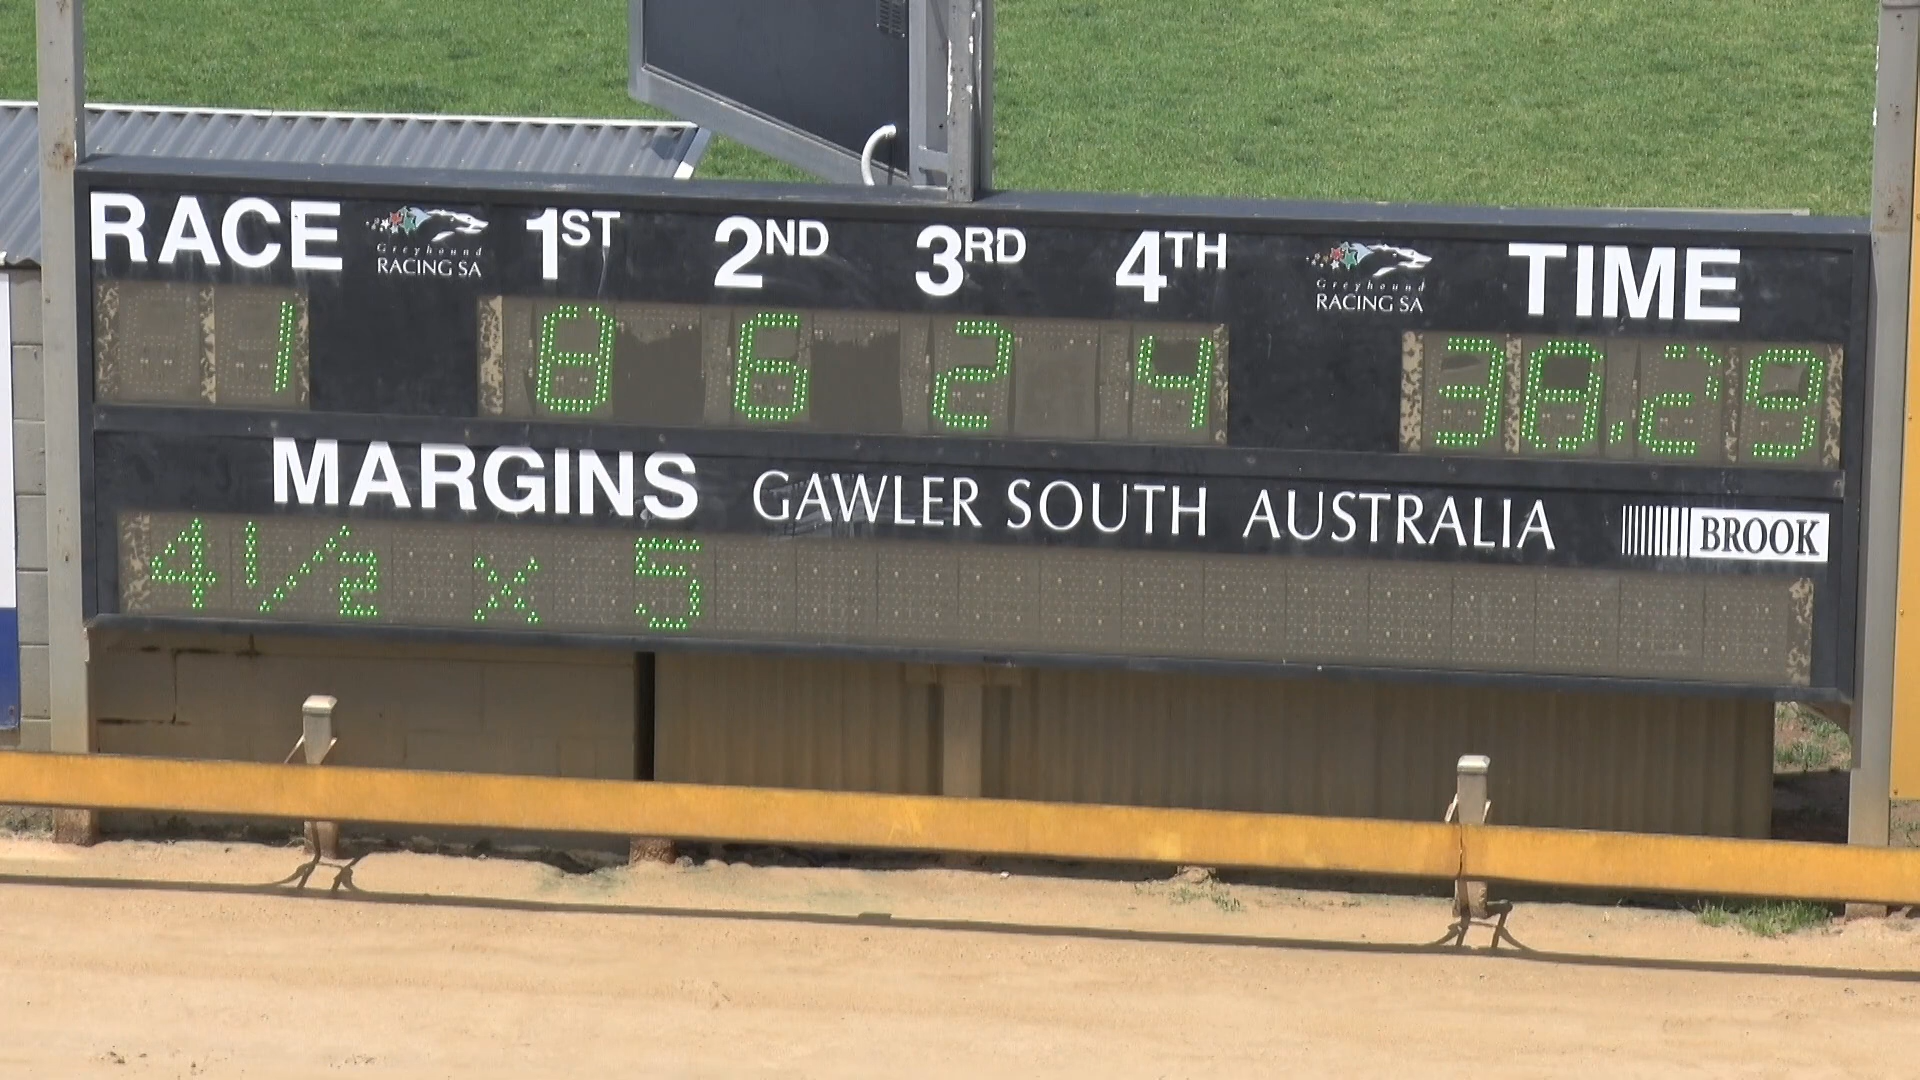 RACE Greyhound RACING SA 1ST 2ND 3RD 4TH Greyhound RACING SA TIME
1 8 6 2 4 38.29
MARGINS GAWLER SOUTH AUSTRALIA BROOK
4 1/2 x 5